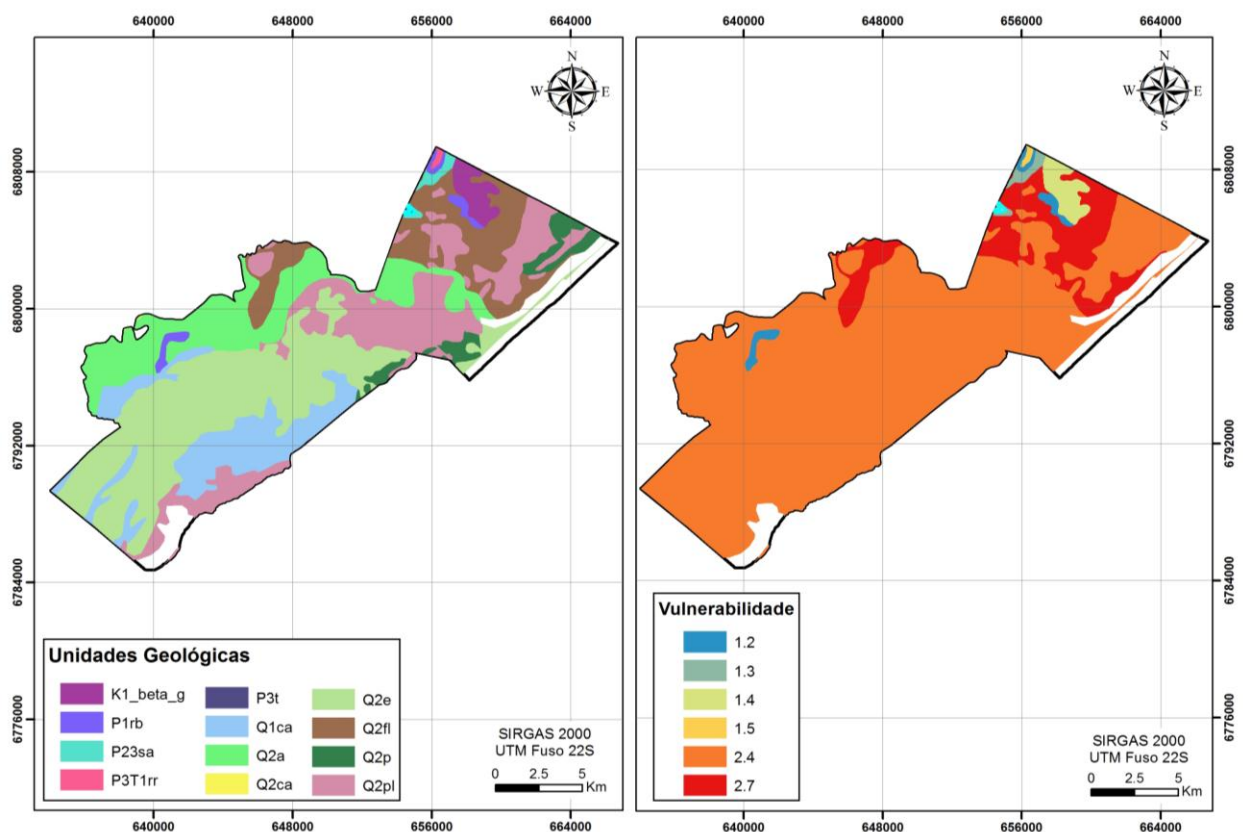 640000 648000 656000 664000
N
W E
S
6808000
6800000
6792000
6784000
6776000
Unidades Geológicas
K1_beta_g P3t Q2e
P1rb Q1ca Q2fl
P23sa Q2a Q2p
P3T1rr Q2ca Q2pl
SIRGAS 2000
UTM Fuso 22S
0 2.5 5
Km
640000 648000 656000 664000
640000 648000 656000 664000
N
W E
S
6808000
6800000
6792000
6784000
6776000
Vulnerabilidade
1.2
1.3
1.4
1.5
2.4
2.7
SIRGAS 2000
UTM Fuso 22S
0 2.5 5
Km
640000 648000 656000 664000